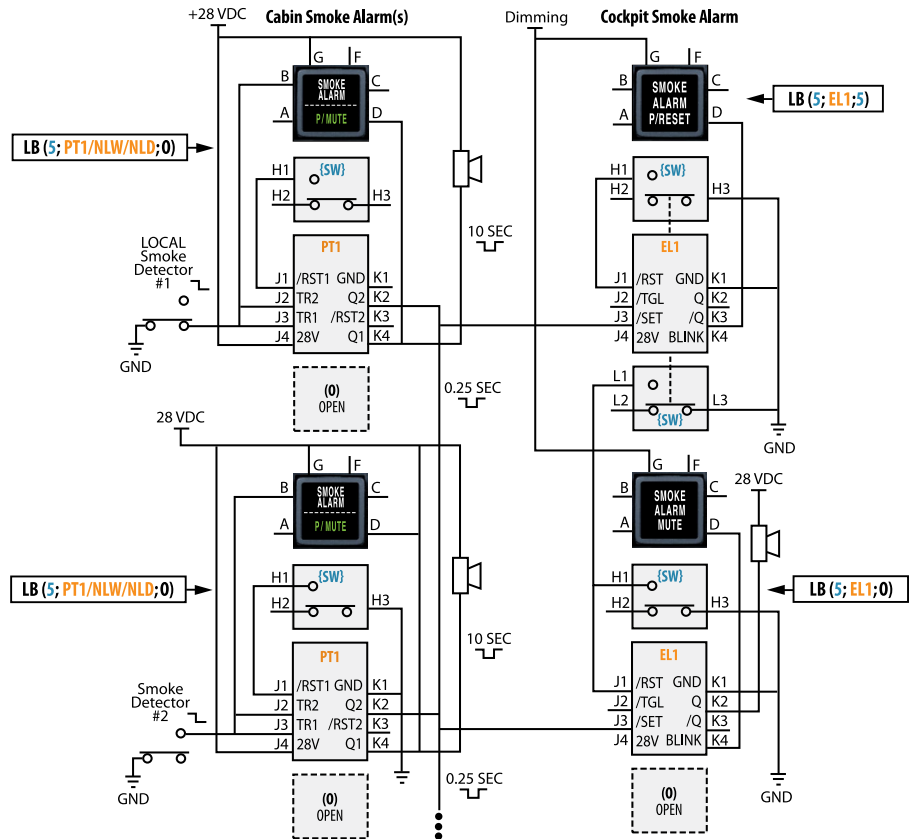 +28 VDC
Cabin Smoke Alarm(s)
Dimming
Cockpit Smoke Alarm
G
F
B
C
A
D
SMOKE
ALARM
P/MUTE
G
F
B
C
A
D
SMOKE
ALARM
P/RESET
LB (5; EL1;5)
LB (5; PT1/NLW/NLD;0)
H1
H2
{SW}
H3
H1
H2
{SW}
H3
10 SEC
LOCAL
Smoke
Detector
#1
GND
PT1
J1 /RST1 GND K1
J2 TR2 Q2 K2
J3 TR1 /RST2 K3
J4 28V Q1 K4
EL1
J1 /RST GND K1
J2 /TGL Q K2
J3 /SET /Q K3
J4 28V BLINK K4
(0)
OPEN
0.25 SEC
L1
L2
L3
{SW}
GND
28 VDC
G
F
B
C
A
D
SMOKE
ALARM
P/MUTE
G
F
B
C
A
D
SMOKE
ALARM
MUTE
28 VDC
LB (5; PT1/NLW/NLD;0)
H1
H2
{SW}
H3
H1
H2
{SW}
H3
LB (5; EL1;0)
10 SEC
Smoke
Detector
#2
GND
PT1
J1 /RST1 GND K1
J2 TR2 Q2 K2
J3 TR1 /RST2 K3
J4 28V Q1 K4
EL1
J1 /RST GND K1
J2 /TGL Q K2
J3 /SET /Q K3
J4 28V BLINK K4
(0)
OPEN
0.25 SEC
(0)
OPEN
GND